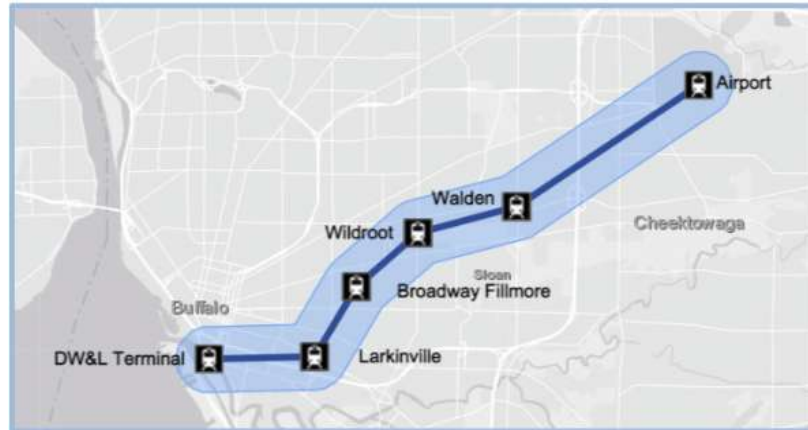 Airport
Walden
Cheektowaga
Wildroot
Sloan
Broadway Fillmore
Buffalo
DW&L Terminal
Larkinville